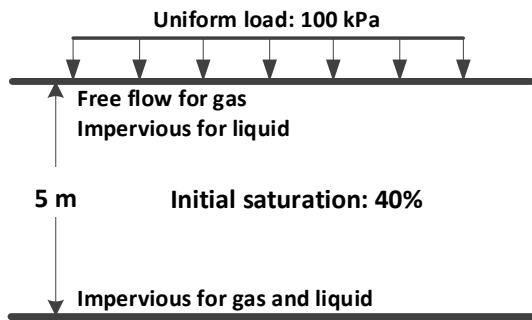 Uniform load: 100 kPa
Free flow for gas
Impervious for liquid
5 m
Initial saturation: 40%
Impervious for gas and liquid